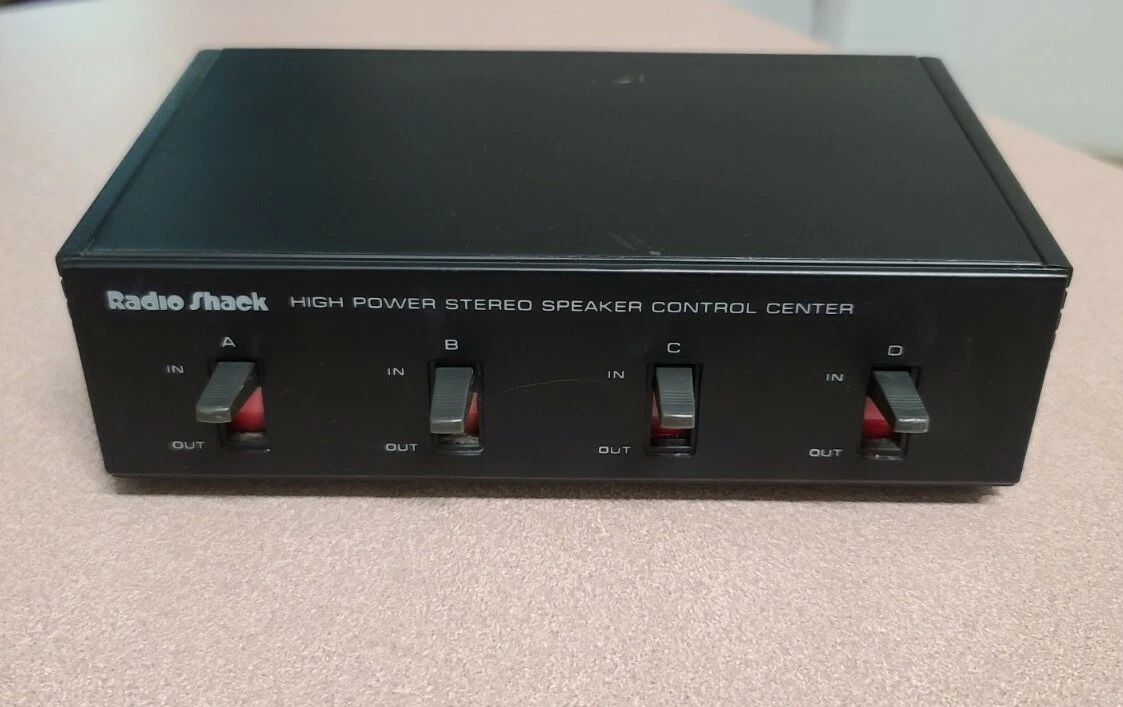 Radio Shack HIGH POWER STEREO SPEAKER CONTROL CENTER
A B C D
IN IN IN IN
OUT OUT OUT OUT